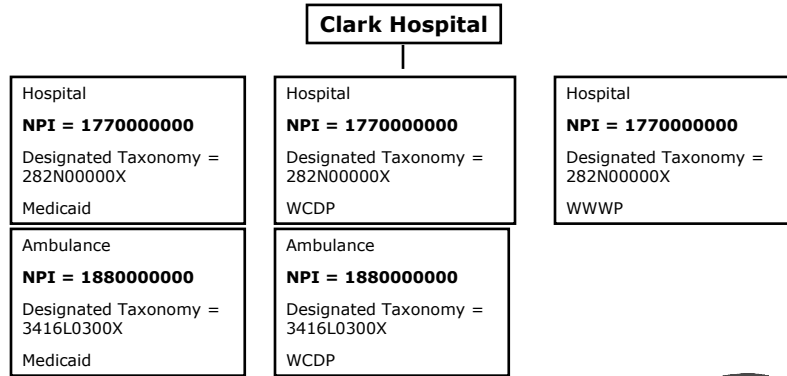 Clark Hospital
Hospital
NPI = 1770000000
Designated Taxonomy =
282N00000X
Medicaid
Hospital
NPI = 1770000000
Designated Taxonomy =
282N00000X
WCDP
Hospital
NPI = 1770000000
Designated Taxonomy =
282N00000X
WWWP
Ambulance
NPI = 1880000000
Designated Taxonomy =
3416L0300X
Medicaid
Ambulance
NPI = 1880000000
Designated Taxonomy =
3416L0300X
WCDP